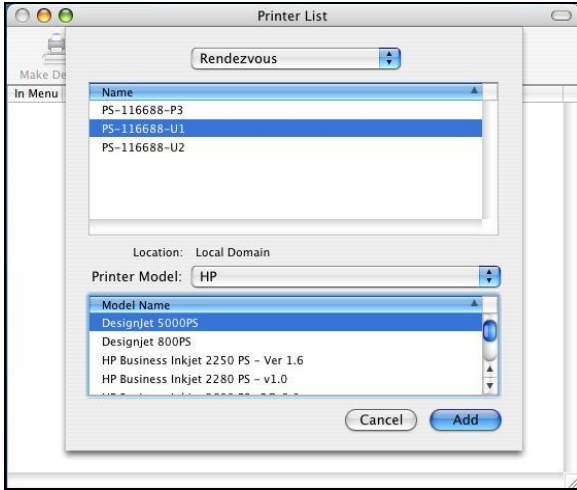 Printer List
Rendezvous
Make De
In Menu
Name
PS-116688-P3
PS-116688-U1
PS-116688-U2
Location: Local Domain
Printer Model: HP
Model Name
DesignJet 5000PS
DesignJet 800PS
HP Business Inkjet 2250 PS - Ver 1.6
HP Business Inkjet 2280 PS - v1.0
Cancel Add